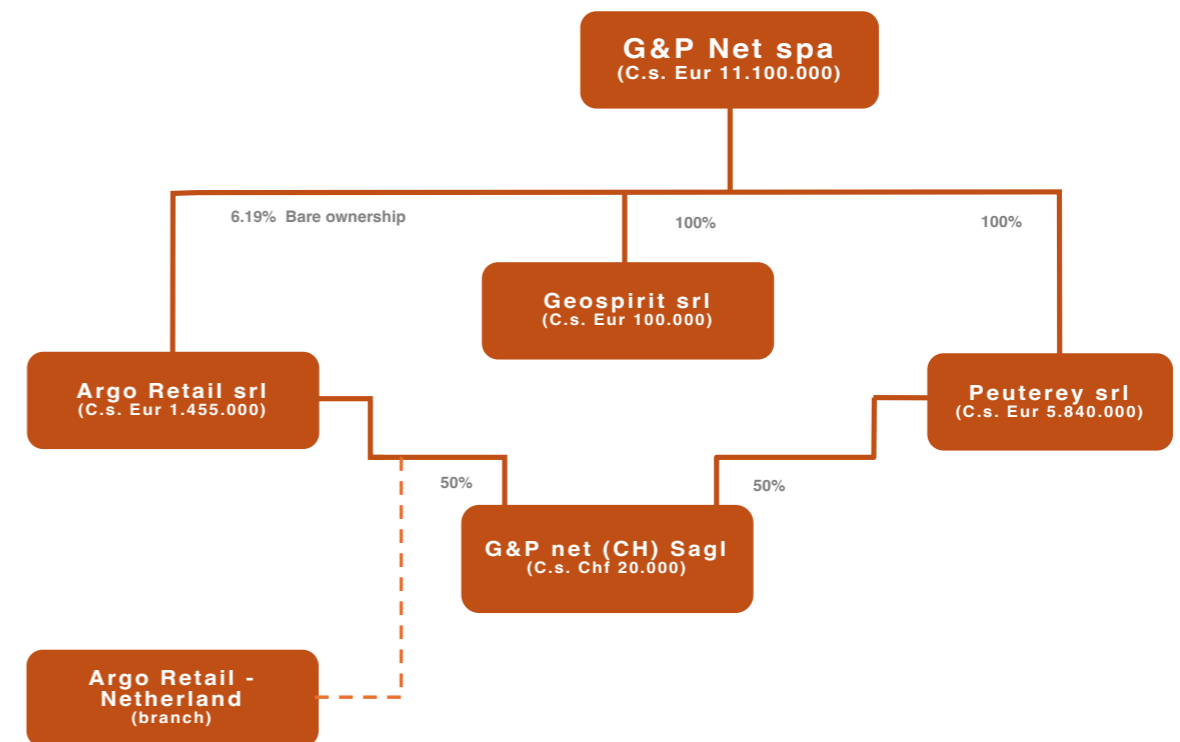 G&P Net spa
(C.s. Eur 11.100.000)
6.19% Bare ownership
100%
100%
Geospirit srl
(C.s. Eur 100.000)
Argo Retail srl
(C.s. Eur 1.455.000)
Peuterey srl
(C.s. Eur 5.840.000)
50%
50%
G&P net (CH) Sagl
(C.s. Chf 20.000)
Argo Retail -
Netherland
(branch)